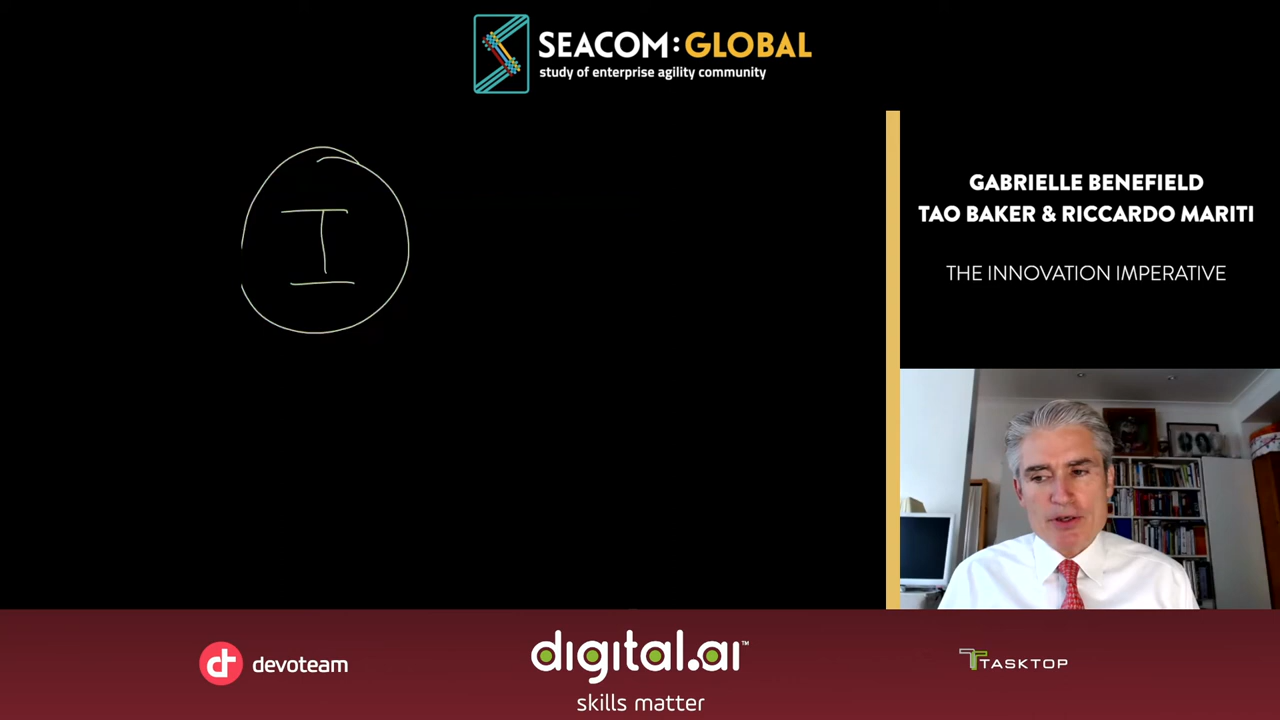 SEACOM:GLOBAL
study of enterprise agility community
I
GABRIELLE BENEFIELD
TAO BAKER & RICCARDO MARITI
THE INNOVATION IMPERATIVE
devoteam
digital.ai™
skills matter
TASKTOP